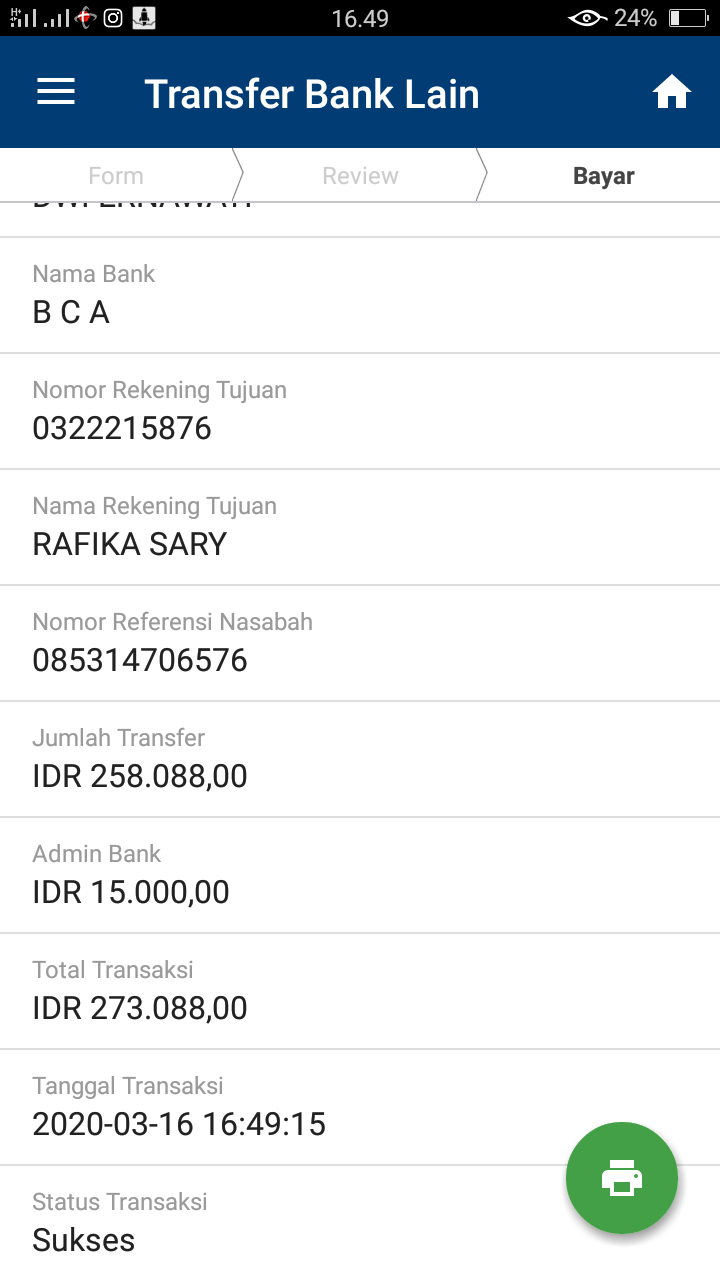 16.49
24%
Transfer Bank Lain
Form
Review
Bayar
Nama Bank
B C A
Nomor Rekening Tujuan
0322215876
Nama Rekening Tujuan
RAFIKA SARY
Nomor Referensi Nasabah
085314706576
Jumlah Transfer
IDR 258.088,00
Admin Bank
IDR 15.000,00
Total Transaksi
IDR 273.088,00
Tanggal Transaksi
2020-03-16 16:49:15
Status Transaksi
Sukses